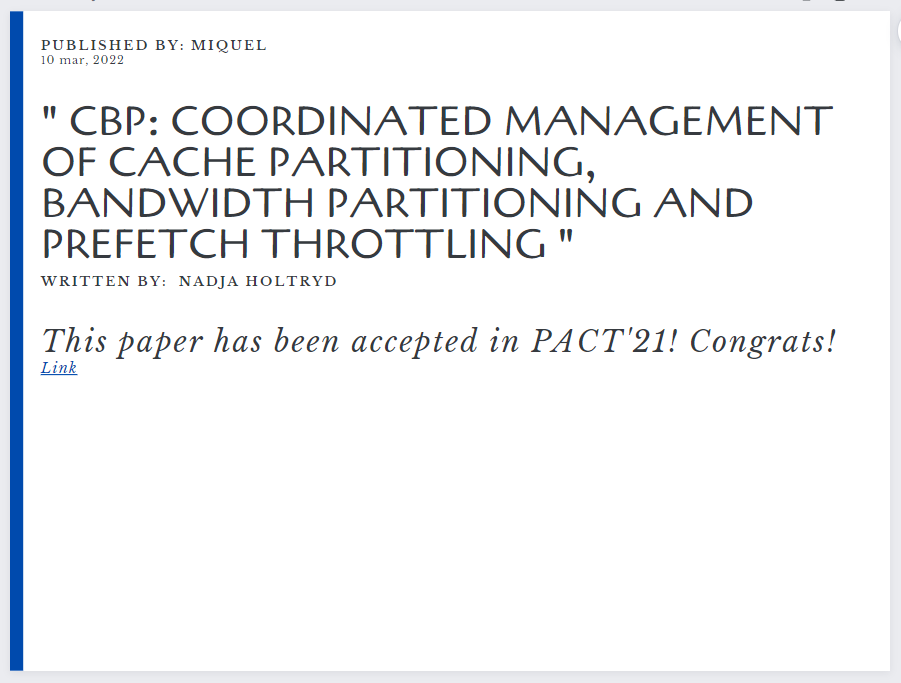 PUBLISHED BY: MIQUEL
10 mar, 2022
" CBP: COORDINATED MANAGEMENT
OF CACHE PARTITIONING,
BANDWIDTH PARTITIONING AND
PREFETCH THROTTLING "
WRITTEN BY: NADJA HOLTRYD
This paper has been accepted in PACT'21! Congrats!
Link